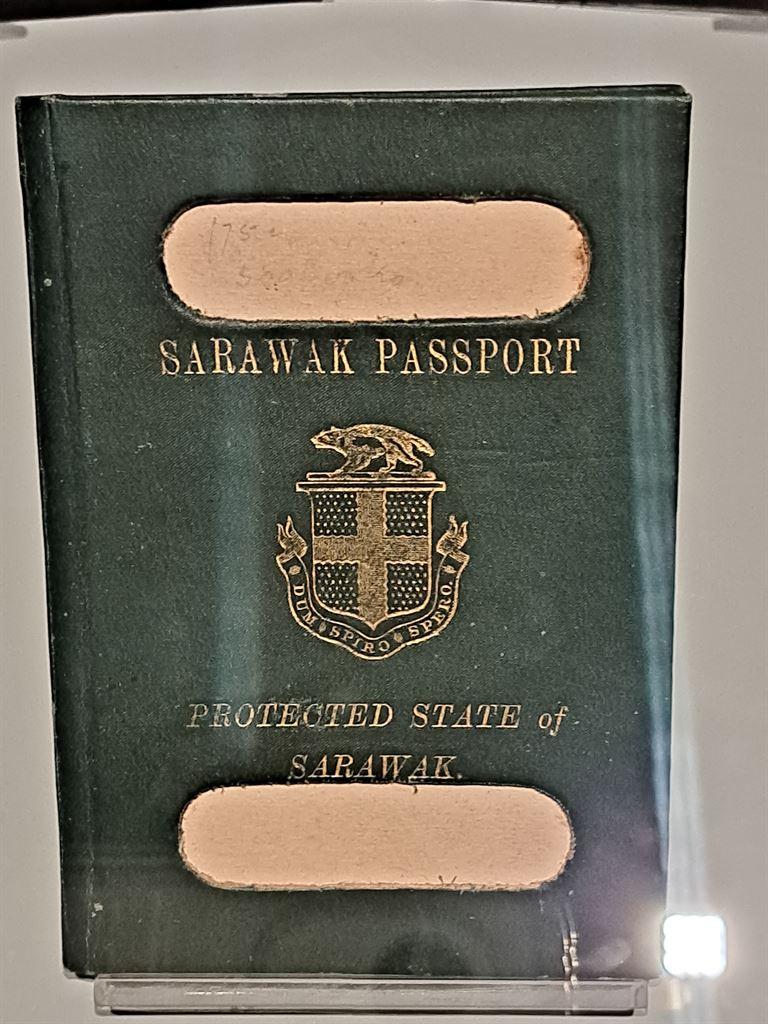 SARAWAK PASSPORT
DUM SPIRO SPERO
PROTECTED STATE of
SARAWAK.